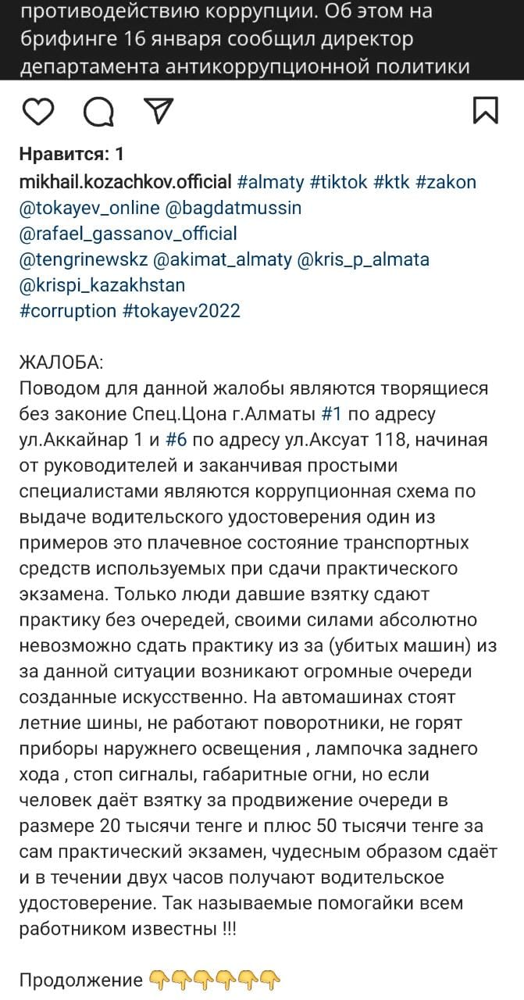 противодействию коррупции. Об этом на
брифинге 16 января сообщил директор
департамента антикоррупционной политики
Нравится: 1
mikhail.kozachkov.official #almaty #tiktok #ktk #zakon
@tokayev_online @bagdatmussin
@rafael_gassanov_official
@tengrinewskz @akimat_almaty @kris_p_almata
@krispi_kazakhstan
#corruption #tokayev2022
ЖАЛОБА:
Поводом для данной жалобы являются творящиеся
без законие Спец.Цона г.Алматы #1 по адресу
ул.Аккайнар 1 и #6 по адресу ул.Аксуат 118, начиная
от руководителей и заканчивая простыми
специалистами являются коррупционная схема по
выдаче водительского удостоверения один из
примеров это плачевное состояние транспортных
средств используемых при сдачи практического
экзамена. Только люди давшие взятку сдают
практику без очередей, своими силами абсолютно
невозможно сдать практику из за (убитых машин) из
за данной ситуации возникают огромные очереди
созданные искусственно. На автомашинах стоят
летние шины, не работают поворотники, не горят
приборы наружнего освещения , лампочка заднего
хода , стоп сигналы, габаритные огни, но если
человек даёт взятку за продвижение очереди в
размере 20 тысячи тенге и плюс 50 тысячи тенге за
сам практический экзамен, чудесным образом сдаёт
и в течении двух часов получают водительское
удостоверение. Так называемые помогайки всем
работником известны !!!
Продолжение 👇👇👇👇👇👇